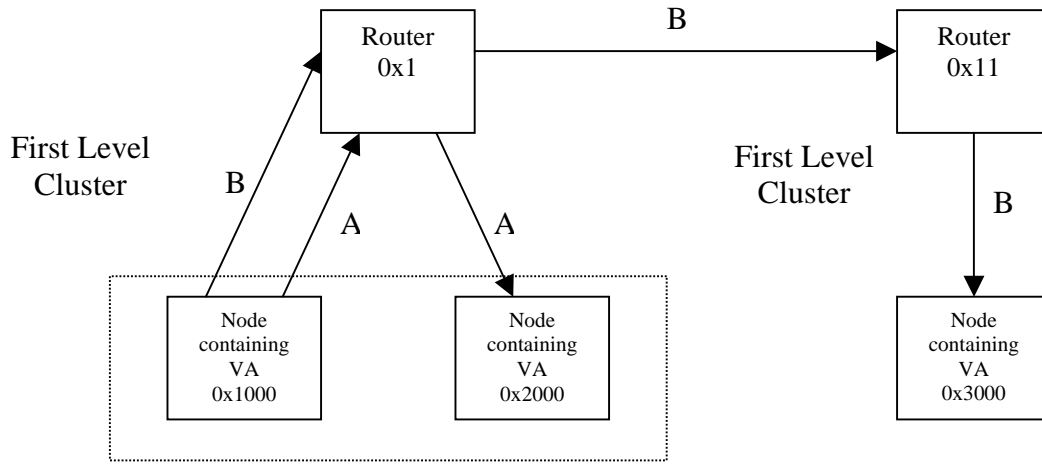 B
Router
0x1
Router
0x11
First Level
Cluster
First Level
Cluster
B
A
A
B
Node
containing
VA
0x1000
Node
containing
VA
0x2000
Node
containing
VA
0x3000